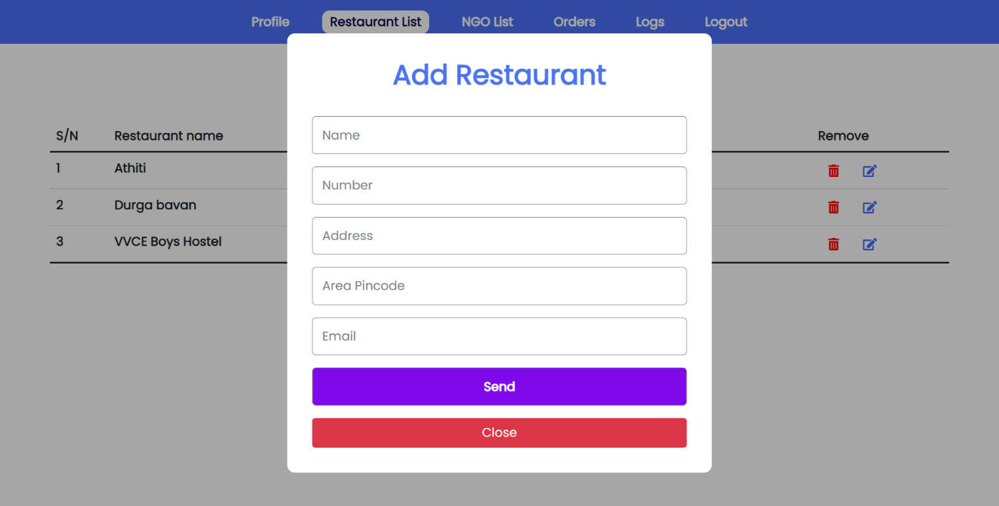 Profile Restaurant List NGO List Orders Logs Logout
Add Restaurant
S/N Restaurant name Remove
Name
1 Athiti
Number
2 Durga bavan
Address
3 VVCE Boys Hostel
Area Pincode
Email
Send
Close